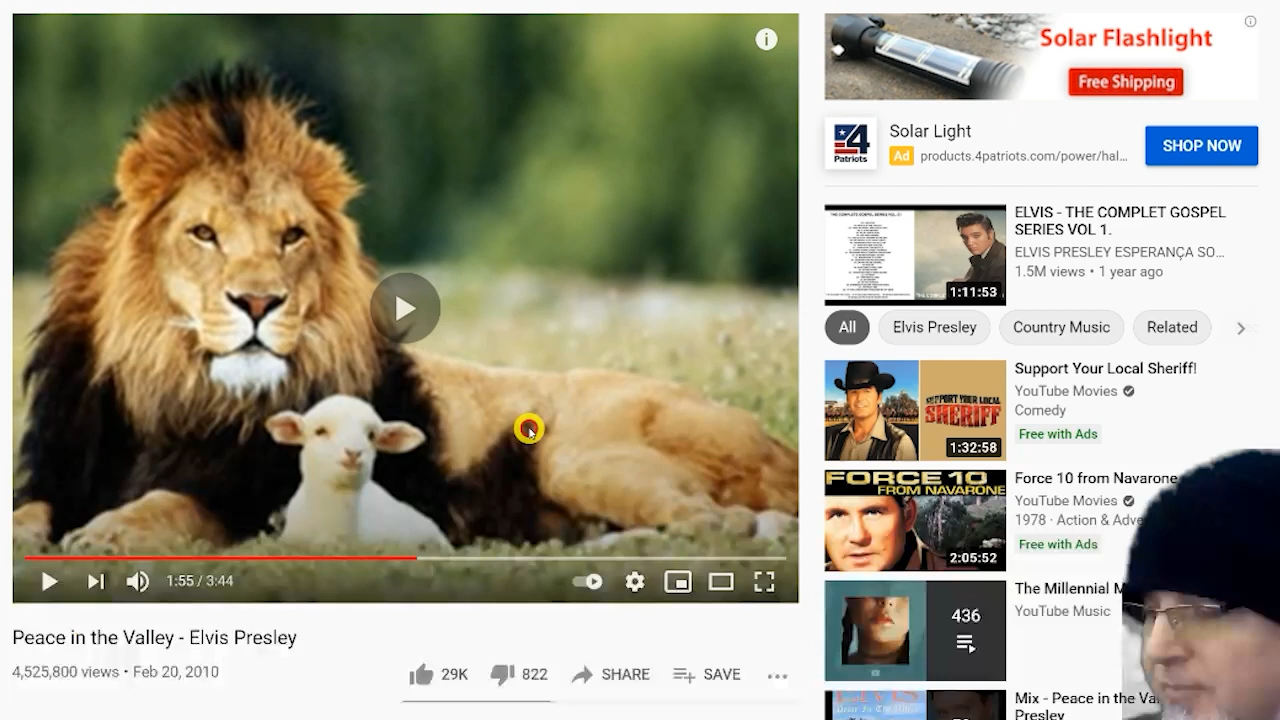 1:55 / 3:44
Peace in the Valley - Elvis Presley
4,525,800 views • Feb 20, 2010
29K
822
SHARE
SAVE
Solar Flashlight
Free Shipping
4
Patriots
Solar Light
Ad products.4patriots.com/power/hal...
SHOP NOW
1:11:53
ELVIS - THE COMPLET GOSPEL
SERIES VOL 1.
ELVIS PRESLEY ESPERANÇA SO...
1.5M views • 1 year ago
All
Elvis Presley
Country Music
Related
SUPPORT YOUR LOCAL
SHERIFF
1:32:58
Support Your Local Sheriff!
YouTube Movies
Comedy
Free with Ads
FORCE 10
FROM NAVARONE
2:05:52
Force 10 from Navarone
YouTube Movies
1978 · Action & Adve
Free with Ads
436
The Millennial M
YouTube Music
ELVIS
Mix - Peace in the Va
Presley